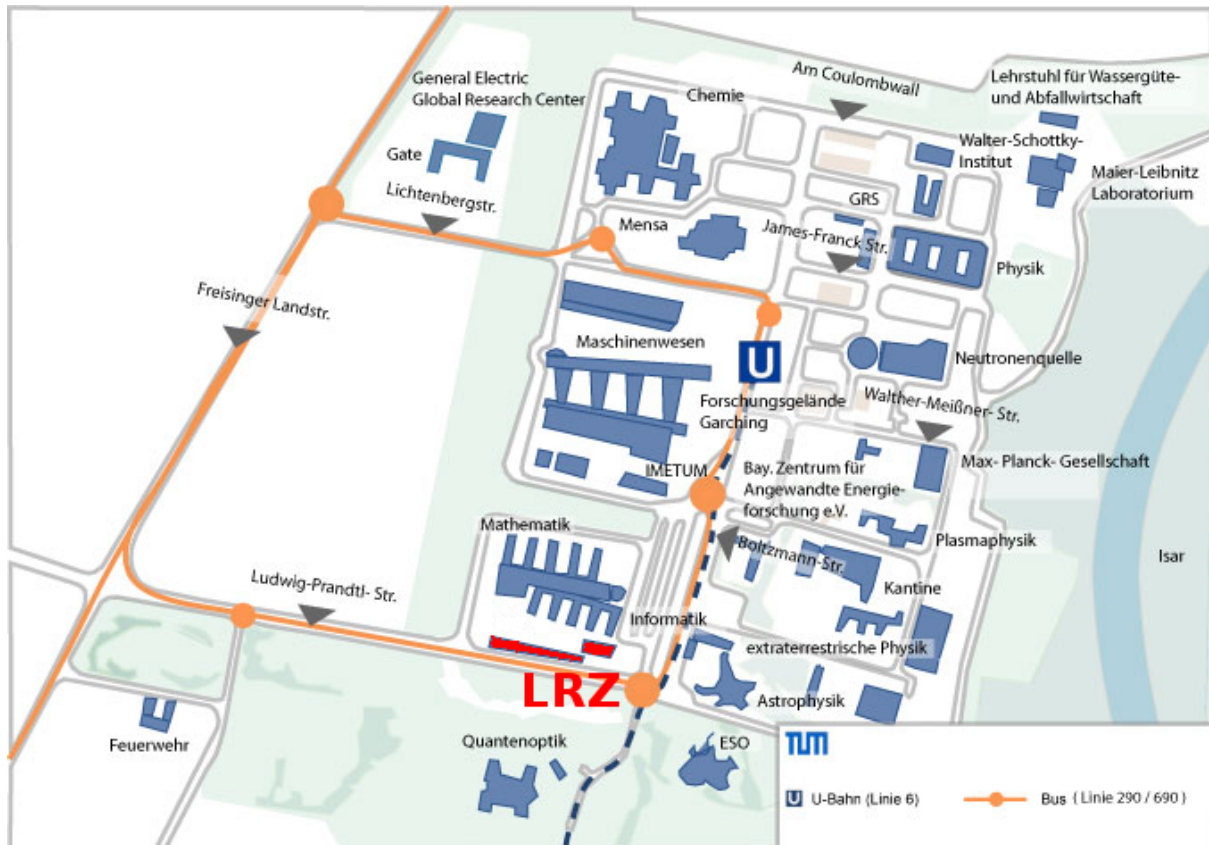 General Electric
Global Research Center
Gate
Lichtenbergstr.
Freisinger Landstr.
Chemie
Am Coulombwall
Lehrstuhl für Wassergüte-
und Abfallwirtschaft
Walter-Schottky-
Institut
Maier-Leibnitz
Laboratorium
GRS
Mensa
James-Franck Str.
Physik
Maschinenwesen
U
Neutronenquelle
Forschungsgelände
Garching
Walther-Meißner- Str.
IMETUM
Bay. Zentrum für
Angewandte Energie-
forschung e.V.
Max- Planck- Gesellschaft
Mathematik
Boltzmann-Str.
Plasmaphysik
Isar
Ludwig-Prandtl- Str.
Kantine
Informatik
extraterrestrische Physik
LRZ
Astrophysik
Feuerwehr
Quantenoptik
ESO
TUM
U U-Bahn (Linie 6)
Bus ( Linie 290 / 690 )